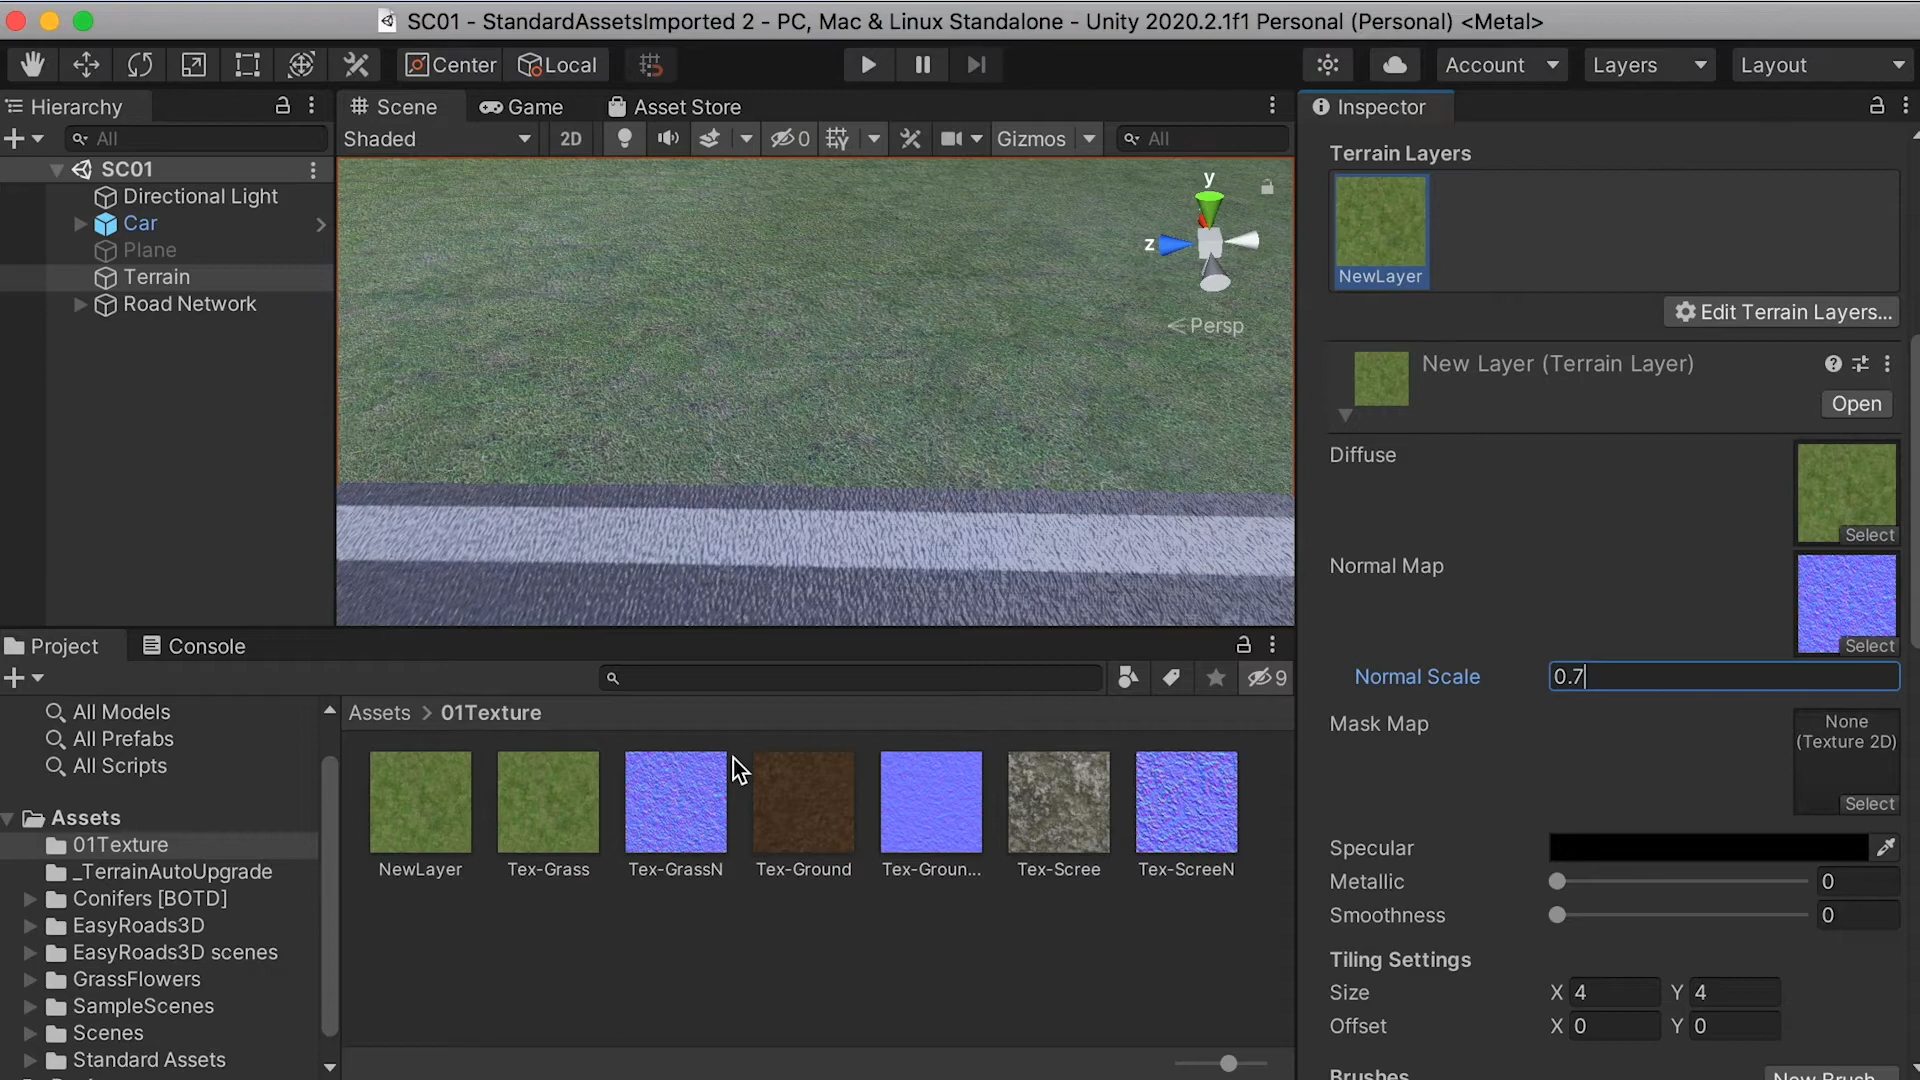 SC01 - StandardAssetsImported 2 - PC, Mac & Linux Standalone - Unity 2020.2.1f1 Personal (Personal) <Metal>
Center
Local
Account
Layers
Layout
Hierarchy
All
SC01
Directional Light
Car
Plane
Terrain
Road Network
Scene
Game
Asset Store
Shaded
2D
0
Gizmos
All
y
z
Persp
Project
Console
9
All Models
All Prefabs
All Scripts
Assets
01Texture
_TerrainAutoUpgrade
Conifers [BOTD]
EasyRoads3D
EasyRoads3D scenes
GrassFlowers
SampleScenes
Scenes
Standard Assets
Assets > 01Texture
NewLayer
Tex-Grass
Tex-GrassN
Tex-Ground
Tex-Groun...
Tex-Scree
Tex-ScreeN
Inspector
Terrain Layers
NewLayer
Edit Terrain Layers...
New Layer (Terrain Layer)
Open
Diffuse
Select
Normal Map
Select
Normal Scale
0.7
Mask Map
None
(Texture 2D)
Select
Specular
Metallic
0
Smoothness
0
Tiling Settings
Size
X 4
Y 4
Offset
X 0
Y 0
Brushes
New Brush